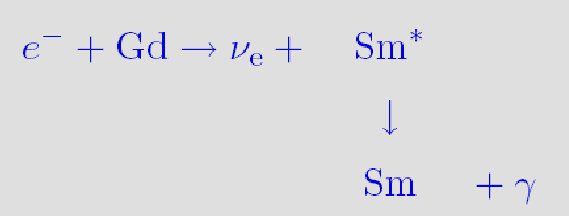 e⁻ + Gd → νₑ + Sm*
↓
Sm + γ